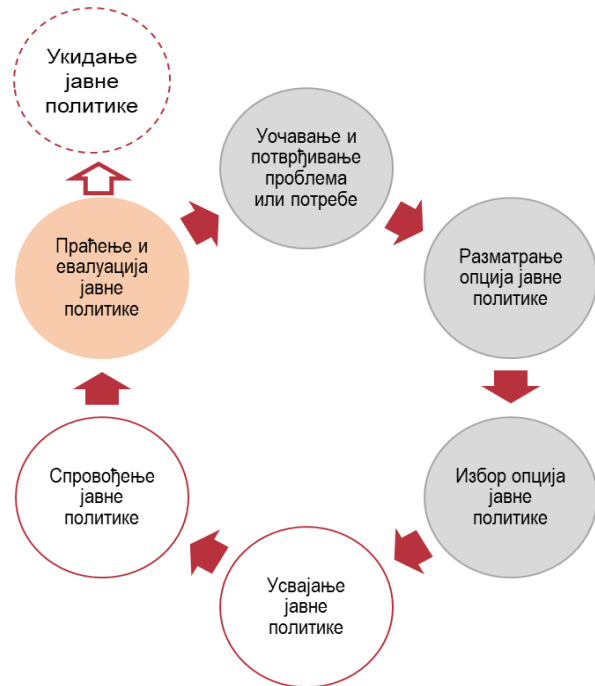 Укидање
јавне
политике
Уочавање и
потврђивање
проблема
или потребе
Праћење и
евалуација
јавне
политике
Разматрање
опција јавне
политике
Спровођење
јавне
политике
Избор опција
јавне
политике
Усвајање
јавне
политике